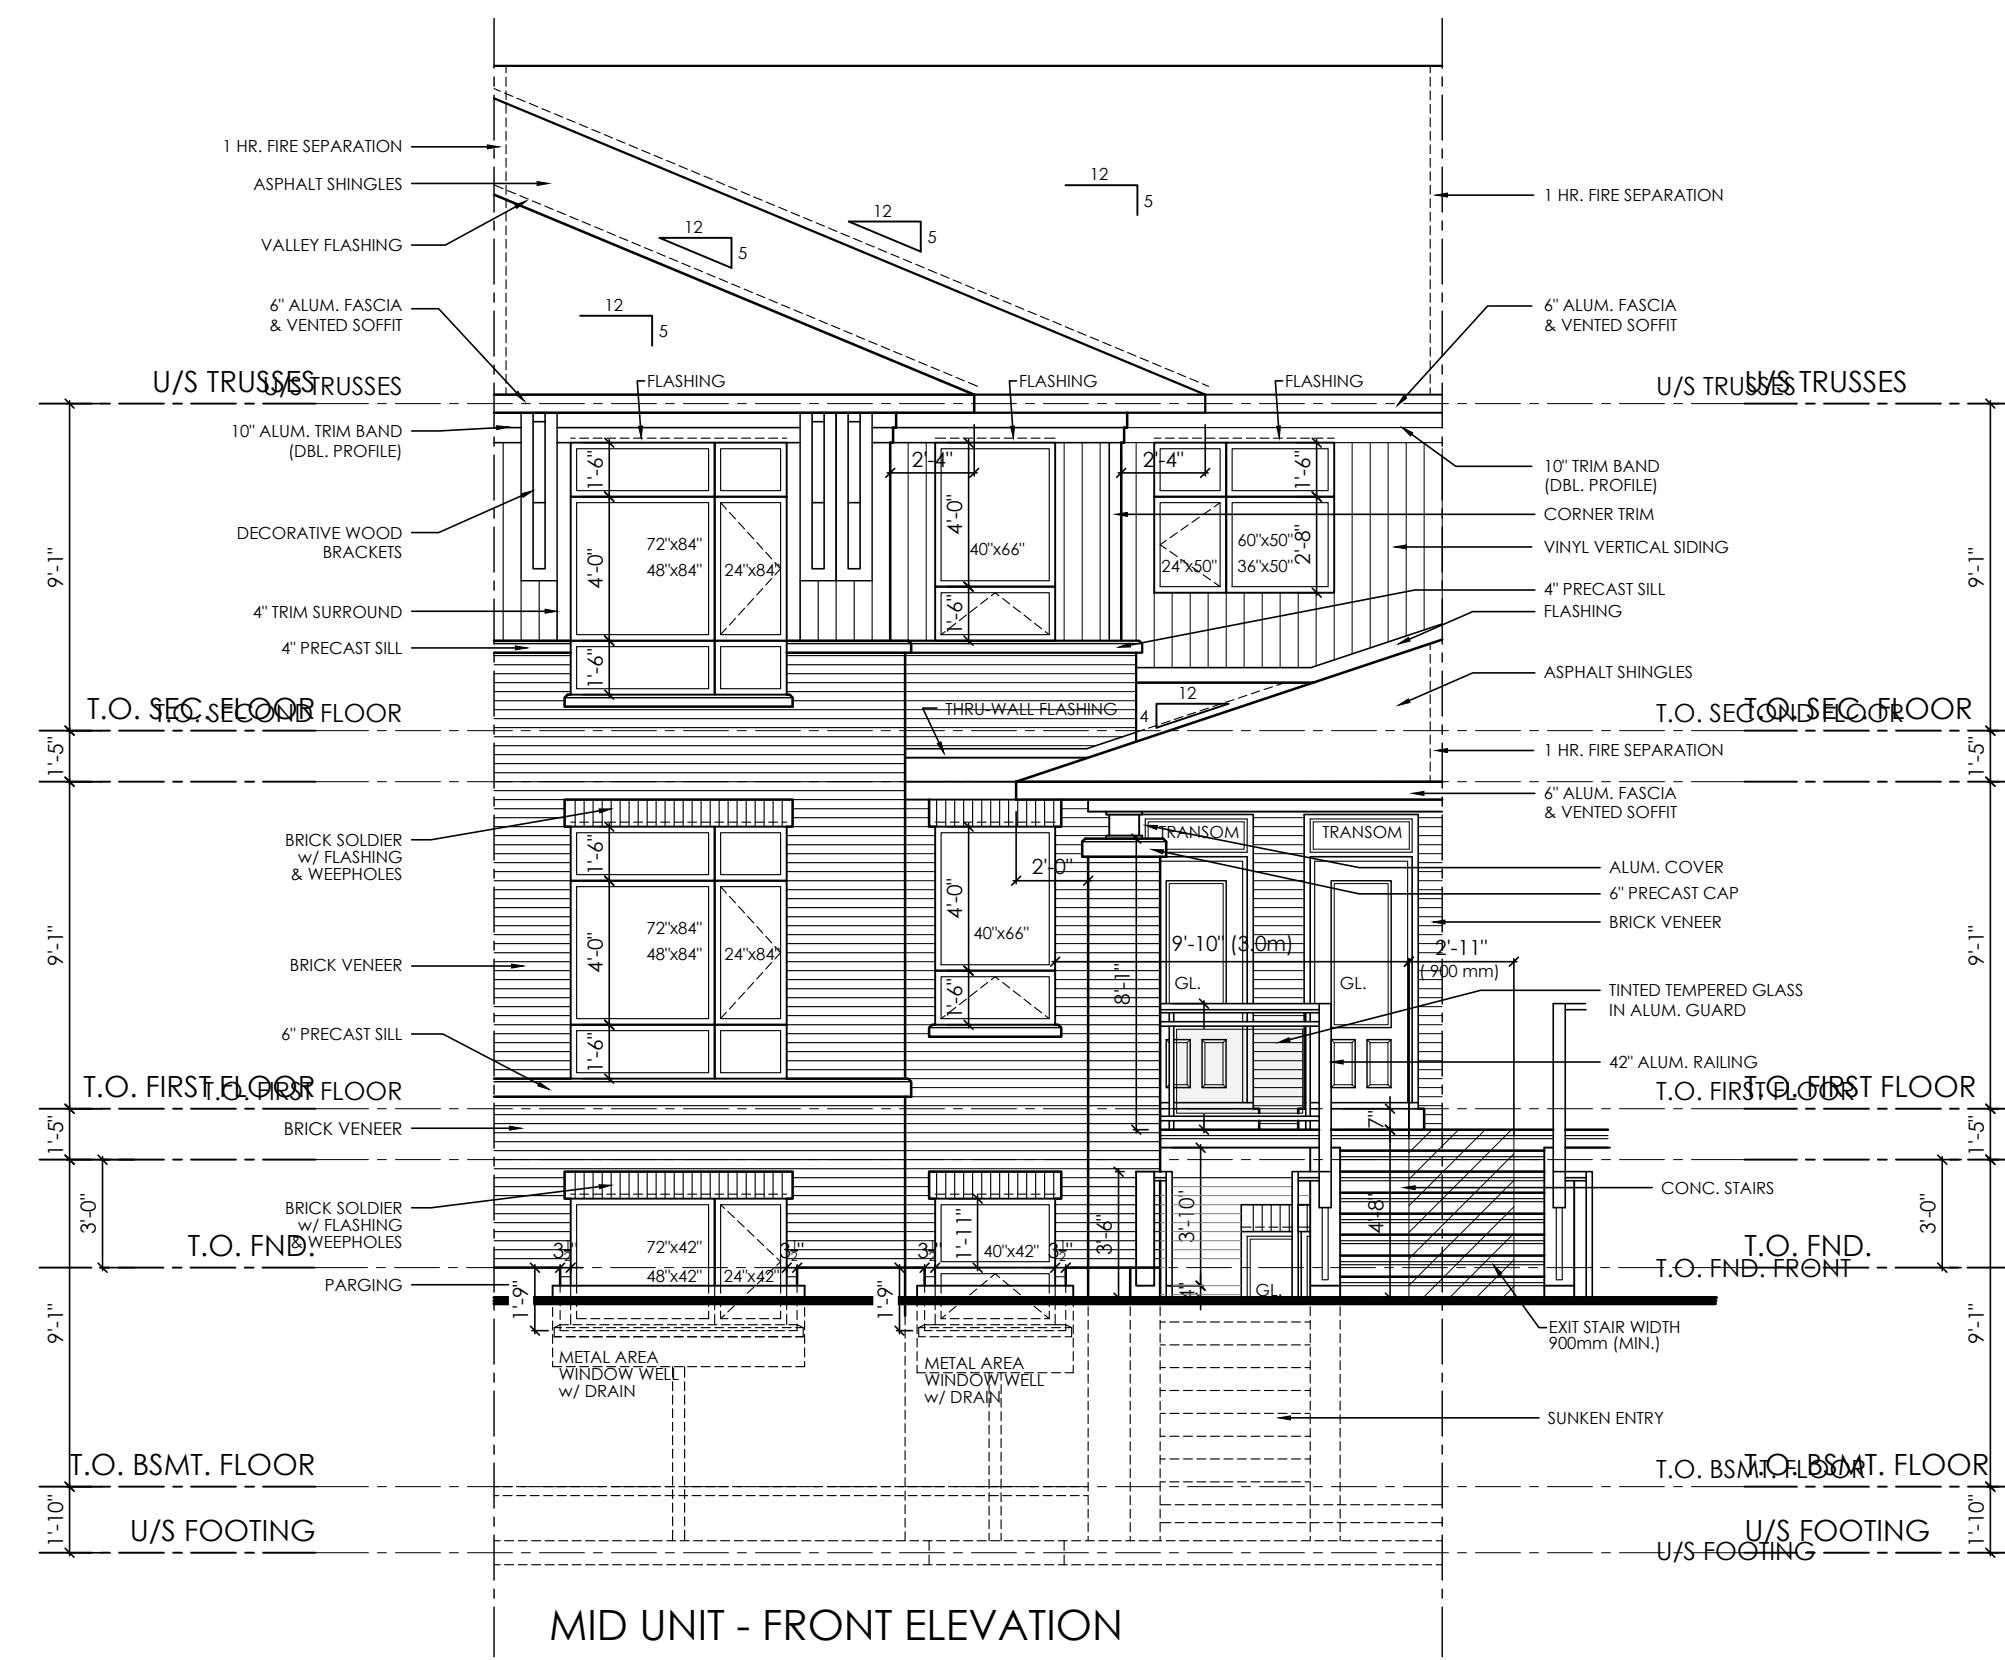 1 HR. FIRE SEPARATION
ASPHALT SHINGLES
VALLEY FLASHING
6" ALUM. FASCIA
& VENTED SOFFIT
U/S TRUSSES
U/S TRUSSES
10" ALUM. TRIM BAND
(DBL. PROFILE)
DECORATIVE WOOD
BRACKETS
4" TRIM SURROUND
4" PRECAST SILL
T.O. SEC. FLOOR
T.O. SECOND FLOOR
BRICK SOLDIER
w/ FLASHING
& WEEPHOLES
BRICK VENEER
6" PRECAST SILL
T.O. FIRST FLOOR
T.O. FIRST FLOOR
BRICK VENEER
BRICK SOLDIER
w/ FLASHING
& WEEPHOLES
T.O. FND.
PARGING
T.O. BSMT. FLOOR
U/S FOOTING
9'-1"
1'-5"
9'-1"
1'-5"
3'-0"
9'-1"
1'-10"
12
5
12
5
12
5
12
5
FLASHING
FLASHING
FLASHING
1'-6"
4'-0"
1'-6"
72"x84"
48"x84"
24"x84"
2'-4"
4'-0"
40"x66"
1'-6"
2'-4"
1'-6"
60"x50"
24"x50"
36"x50"
2'-8"
THRU-WALL FLASHING
12
4
1'-6"
4'-0"
1'-6"
72"x84"
48"x84"
24"x84"
4'-0"
40"x66"
1'-6"
2'-0"
TRANSOM
TRANSOM
9'-10" (3.0m)
2'-11"
( 900 mm)
8'-1"
GL.
GL.
7"
3½"
72"x42"
48"x42"
24"x42"
3½"
3½"
1'-11"
40"x42"
3½"
3'-6"
3'-10"
4'-8"
4"
GL.
1'-9"
1'-9"
METAL AREA
WINDOW WELL
w/ DRAIN
METAL AREA
WINDOW WELL
w/ DRAIN
1 HR. FIRE SEPARATION
6" ALUM. FASCIA
& VENTED SOFFIT
U/S TRUSSES
U/S TRUSSES
10" TRIM BAND
(DBL. PROFILE)
CORNER TRIM
VINYL VERTICAL SIDING
4" PRECAST SILL
FLASHING
ASPHALT SHINGLES
T.O. SECOND FLOOR
T.O. SEC. FLOOR
1 HR. FIRE SEPARATION
6" ALUM. FASCIA
& VENTED SOFFIT
ALUM. COVER
6" PRECAST CAP
BRICK VENEER
TINTED TEMPERED GLASS
IN ALUM. GUARD
42" ALUM. RAILING
T.O. FIRST FLOOR
T.O. FIRST FLOOR
CONC. STAIRS
T.O. FND.
T.O. FND. FRONT
EXIT STAIR WIDTH
900mm (MIN.)
SUNKEN ENTRY
T.O. BSMT. FLOOR
T.O. BSMT. FLOOR
U/S FOOTING
U/S FOOTING
9'-1"
1'-5"
9'-1"
1'-5"
3'-0"
9'-1"
1'-10"
MID UNIT - FRONT ELEVATION